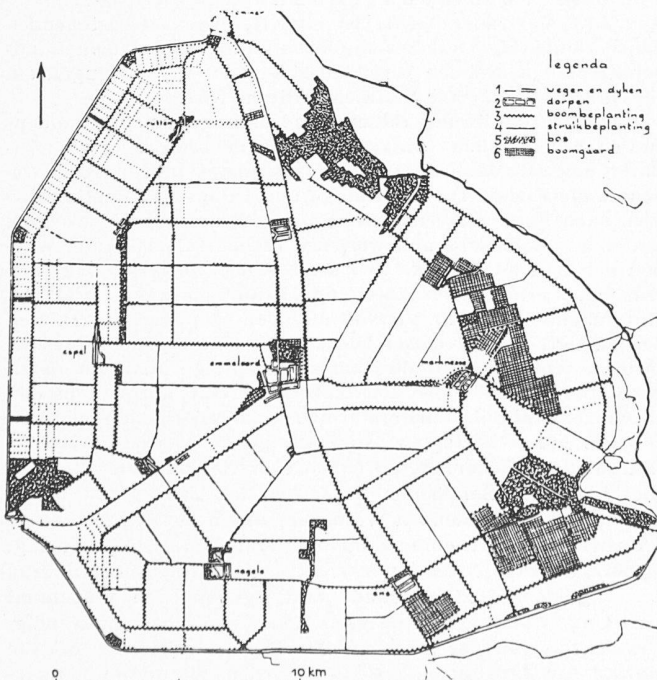 legenda
1 wegen en dyken
2 dorpen
3 boombeplanting
4 struikbeplanting
5 bos
6 boomgaard
rutten
espel
emmeloord
marknesse
nagele
ens
0 10 km